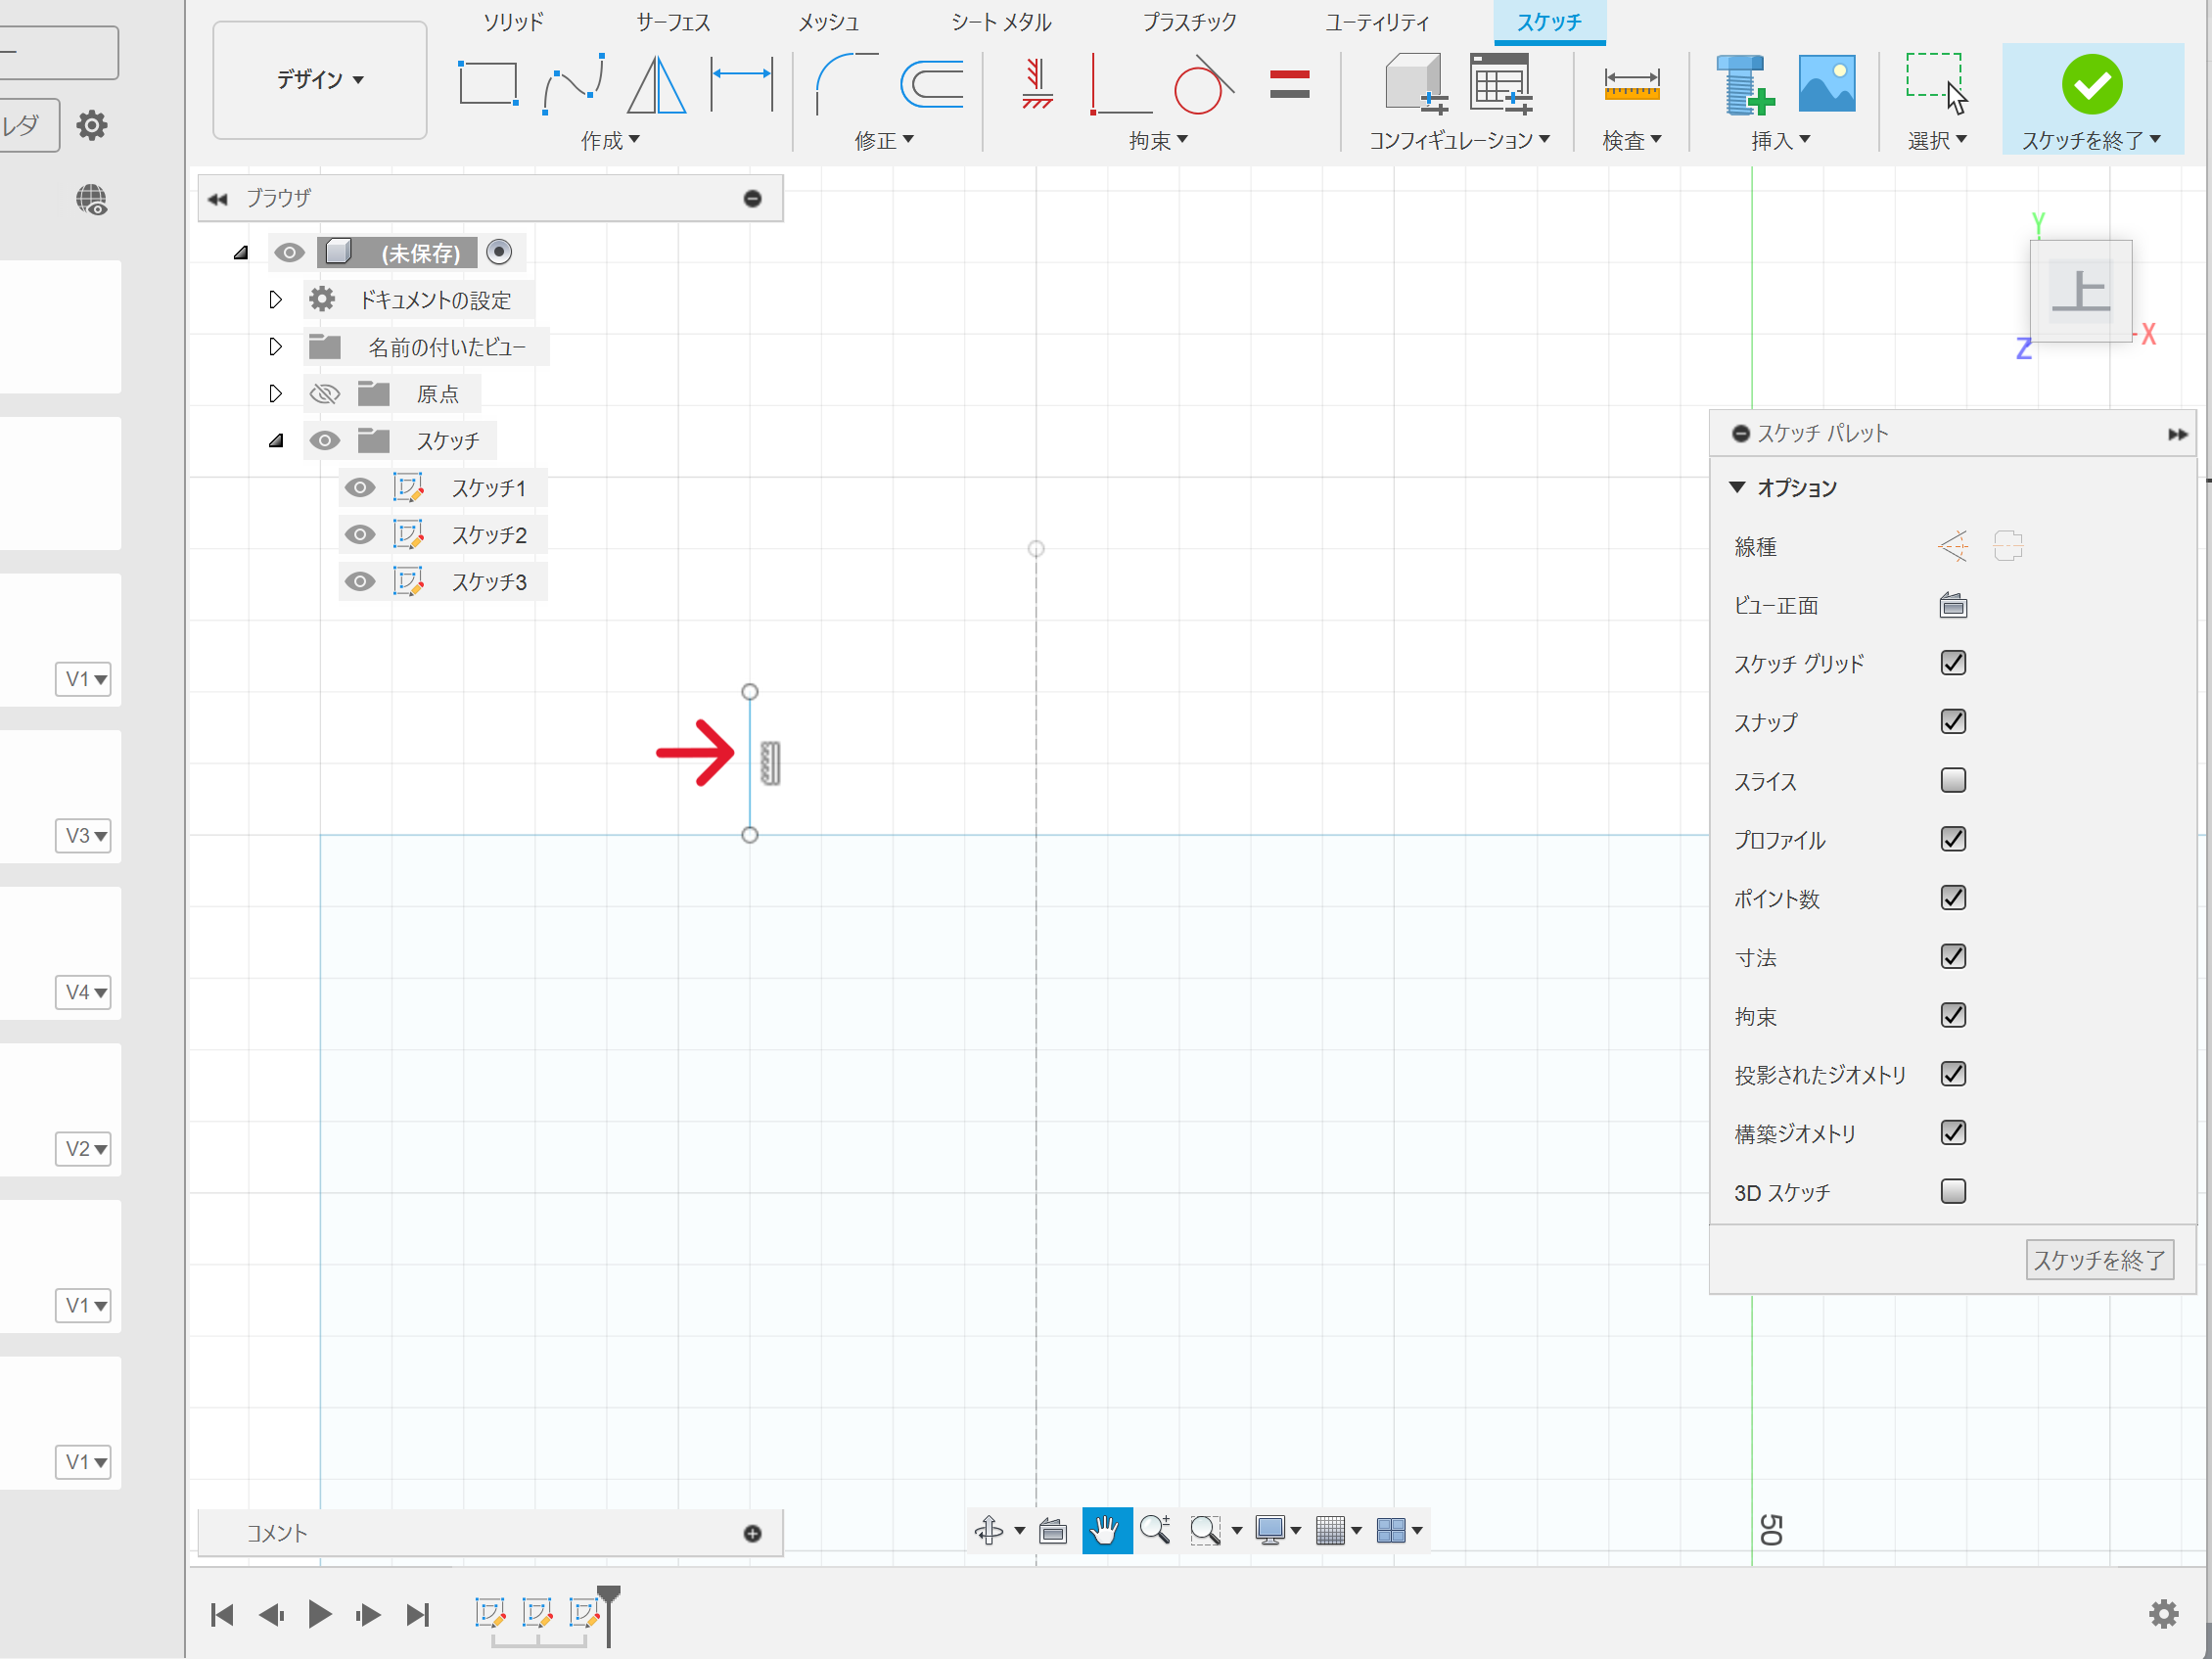 ソリッド
サーフェス
メッシュ
シート メタル
プラスチック
ユーティリティ
スケッチ
デザイン
作成
修正
拘束
コンフィギュレーション
検査
挿入
選択
スケッチを終了
ルダ
ブラウザ
(未保存)
ドキュメントの設定
名前の付いたビュー
原点
スケッチ
スケッチ1
スケッチ2
スケッチ3
V1
V3
V4
V2
V1
V1
Y
上
X
Z
スケッチ パレット
オプション
線種
ビュー正面
スケッチ グリッド
スナップ
スライス
プロファイル
ポイント数
寸法
拘束
投影されたジオメトリ
構築ジオメトリ
3D スケッチ
スケッチを終了
コメント
50